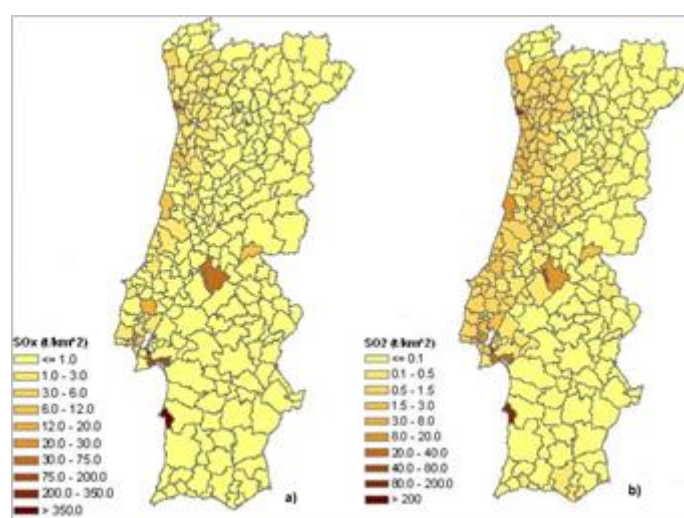 SOx (t/km^2)
<= 1.0
1.0 - 3.0
3.0 - 6.0
6.0 - 12.0
12.0 - 20.0
20.0 - 30.0
30.0 - 75.0
75.0 - 200.0
200.0 - 350.0
> 350.0
a)
SO2 (t/km^2)
<= 0.1
0.1 - 0.5
0.5 - 1.5
1.5 - 3.0
3.0 - 8.0
8.0 - 20.0
20.0 - 40.0
40.0 - 80.0
80.0 - 200.0
> 200
b)